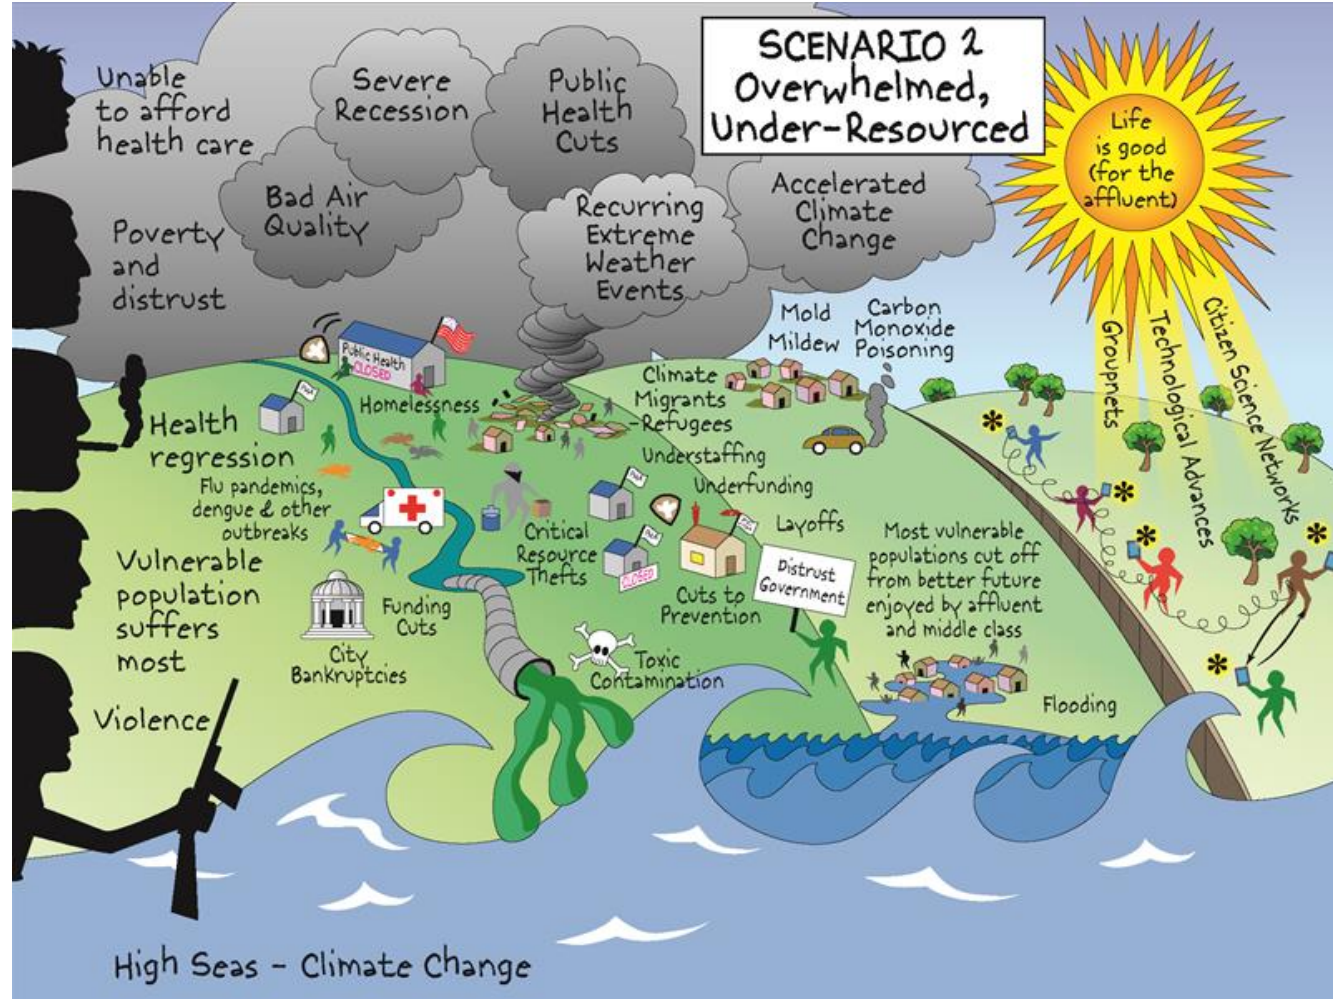 SCENARIO 2
Overwhelmed,
Under-Resourced
Unable
to afford
health care
Severe
Recession
Public
Health
Cuts
Life
is good
(for the
affluent)
Bad Air
Quality
Recurring
Extreme
Weather
Events
Accelerated
Climate
Change
Poverty
and
distrust
Mold
Mildew
Carbon
Monoxide
Poisoning
Groupnets
Technological Advances
Citizen Science Networks
Public Health
CLOSED
Homelessness
Climate
Migrants
-Refugees
Health
regression
Flu pandemics,
dengue & other
outbreaks
Understaffing
Underfunding
Layoffs
Critical
Resource
Thefts
CLOSED
Cuts to
Prevention
Distrust
Government
Most vulnerable
populations cut off
from better future
enjoyed by affluent
and middle class
Vulnerable
population
suffers
most
Funding
Cuts
City
Bankruptcies
Toxic
Contamination
Flooding
Violence
High Seas - Climate Change